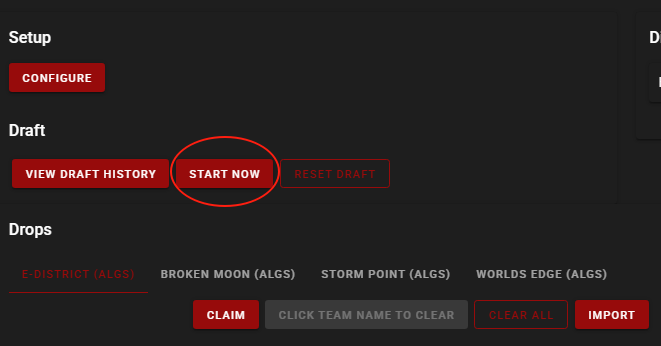 Setup
CONFIGURE
Draft
VIEW DRAFT HISTORY START NOW RESET DRAFT
Drops
E-DISTRICT (ALGS) BROKEN MOON (ALGS) STORM POINT (ALGS) WORLDS EDGE (ALGS)
CLAIM CLICK TEAM NAME TO CLEAR CLEAR ALL IMPORT